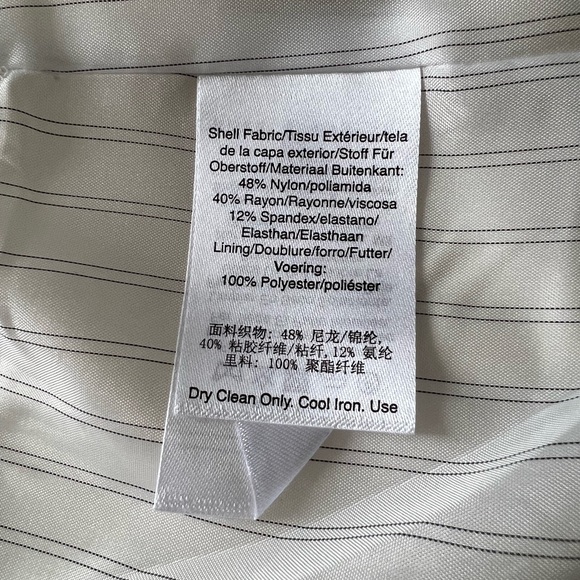 Shell Fabric/Tissu Extérieur/tela
de la capa exterior/Stoff Für
Oberstoff/Materiaal Buitenkant:
48% Nylon/poliamida
40% Rayon/Rayonne/viscosa
12% Spandex/elastano/
Elasthan/Elasthaan
Lining/Doublure/forro/Futter/
Voering:
100% Polyester/poliéster
面料织物: 48% 尼龙/锦纶,
40% 粘胶纤维/粘纤,12% 氨纶
里料: 100% 聚酯纤维
Dry Clean Only. Cool Iron. Use